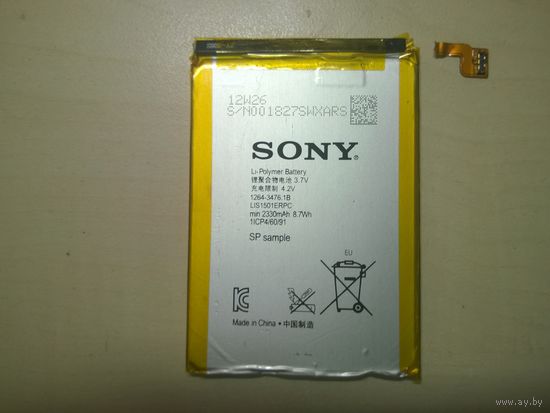 12W26
S/N001827SWXARS
SONY
Li-Polymer Battery
锂聚合物电池 3.7V
充电限制 4.2V
1264-3476.1B
LIS1501ERPC
min 2330mAh 8.7Wh
1ICP4/60/91
SP sample
EU
Made in China • 中国制造
www.ay.by